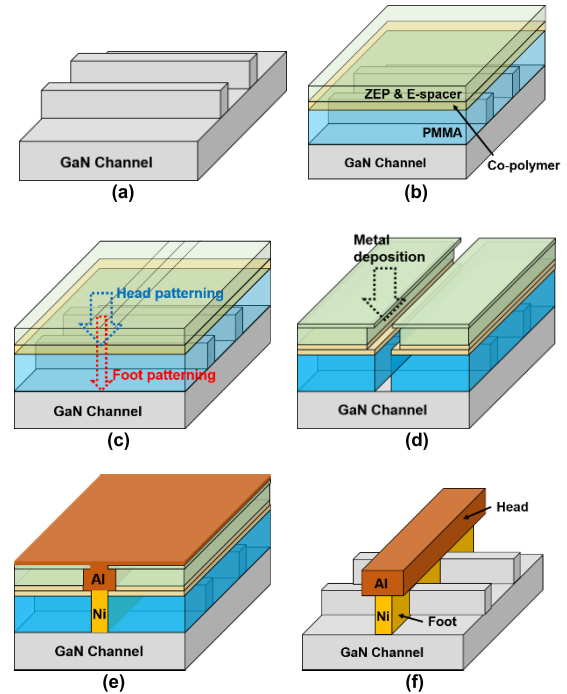 GaN Channel
(a)
ZEP & E-spacer
PMMA
Co-polymer
GaN Channel
(b)
Head patterning
Foot patterning
GaN Channel
(c)
Metal
deposition
GaN Channel
(d)
Al
Ni
GaN Channel
(e)
Head
Al
Ni
Foot
GaN Channel
(f)